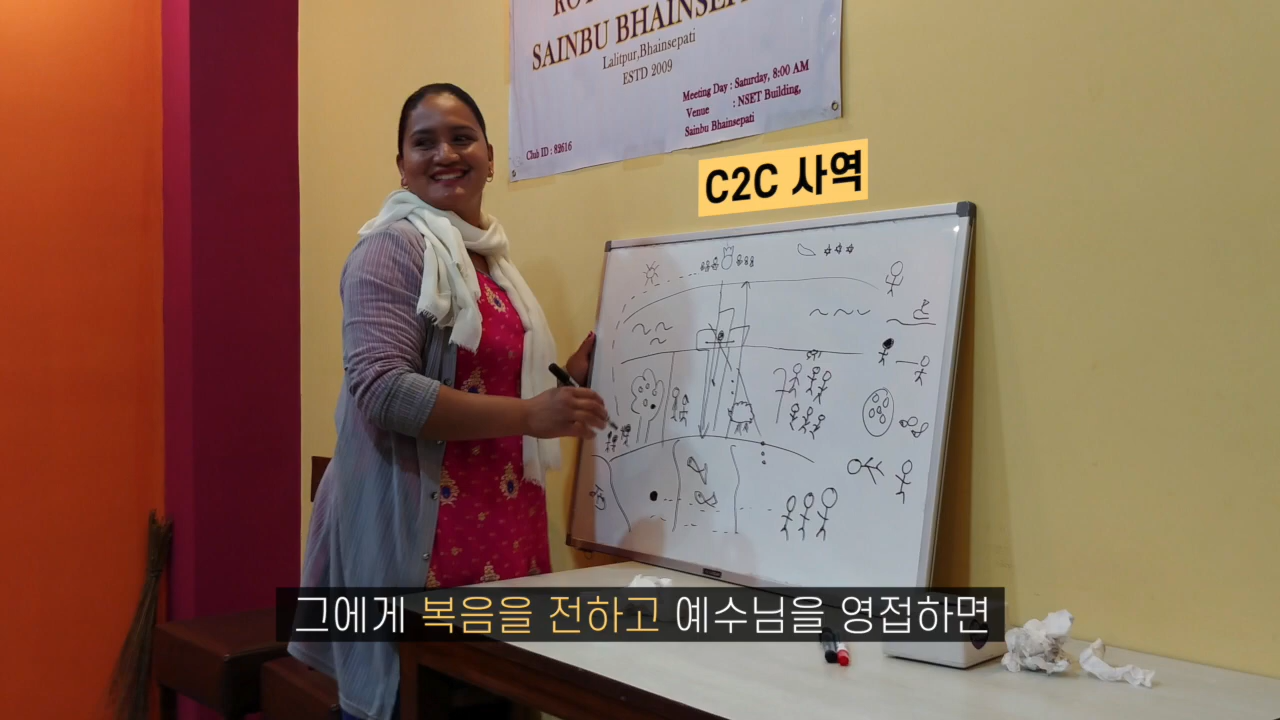 SAINBU BHAINSEPATI
Lalitpur,Bhainsepati
ESTD 2009
Meeting Day : Saturday, 8:00 AM
Venue : NSET Building,
Sainbu Bhainsepati
Club ID : 82616
C2C 사역
그에게 복음을 전하고 예수님을 영접하면